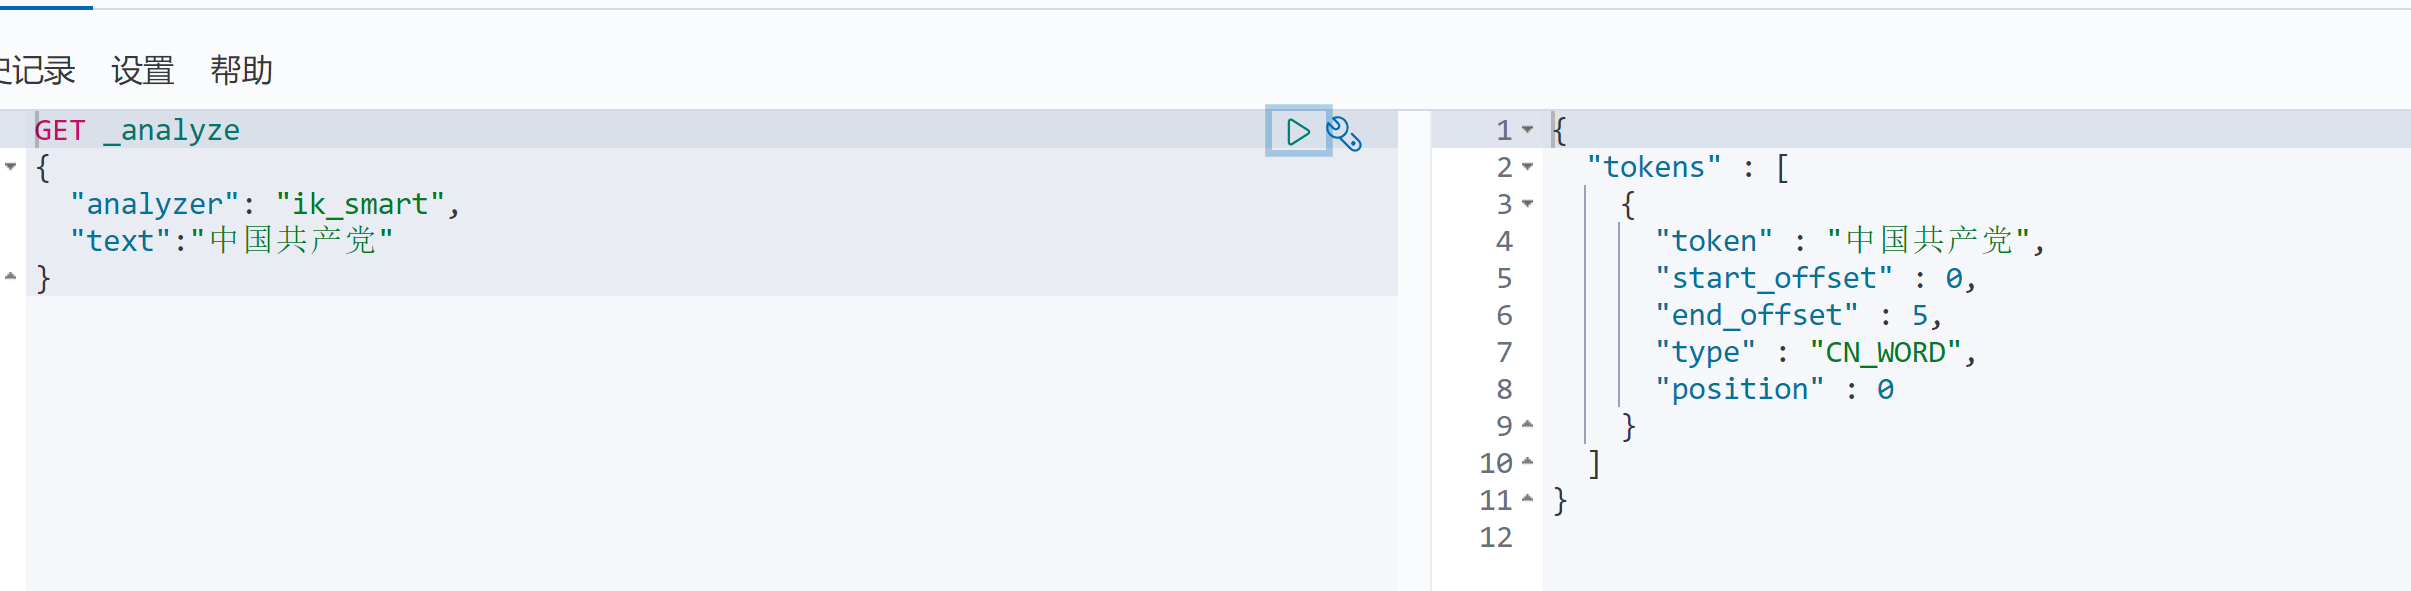 史记录 设置 帮助
GET _analyze
{
"analyzer": "ik_smart",
"text":"中国共产党"
}
1 {
2 "tokens" : [
3 {
4 "token" : "中国共产党",
5 "start_offset" : 0,
6 "end_offset" : 5,
7 "type" : "CN_WORD",
8 "position" : 0
9 }
10 ]
11 }
12